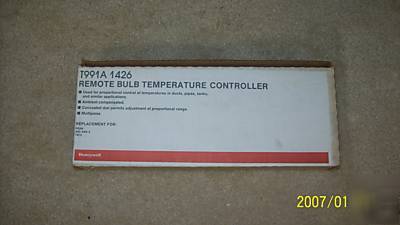 T991A 1426
REMOTE BULB TEMPERATURE CONTROLLER
■ Used for proportional control of temperatures in ducts, pipes, tanks,
and similar applications.
■ Ambient compensated.
■ Concealed dial permits adjustment of proportional range.
■ Multipoise.
REPLACEMENT FOR:
Honeywell
2007/01